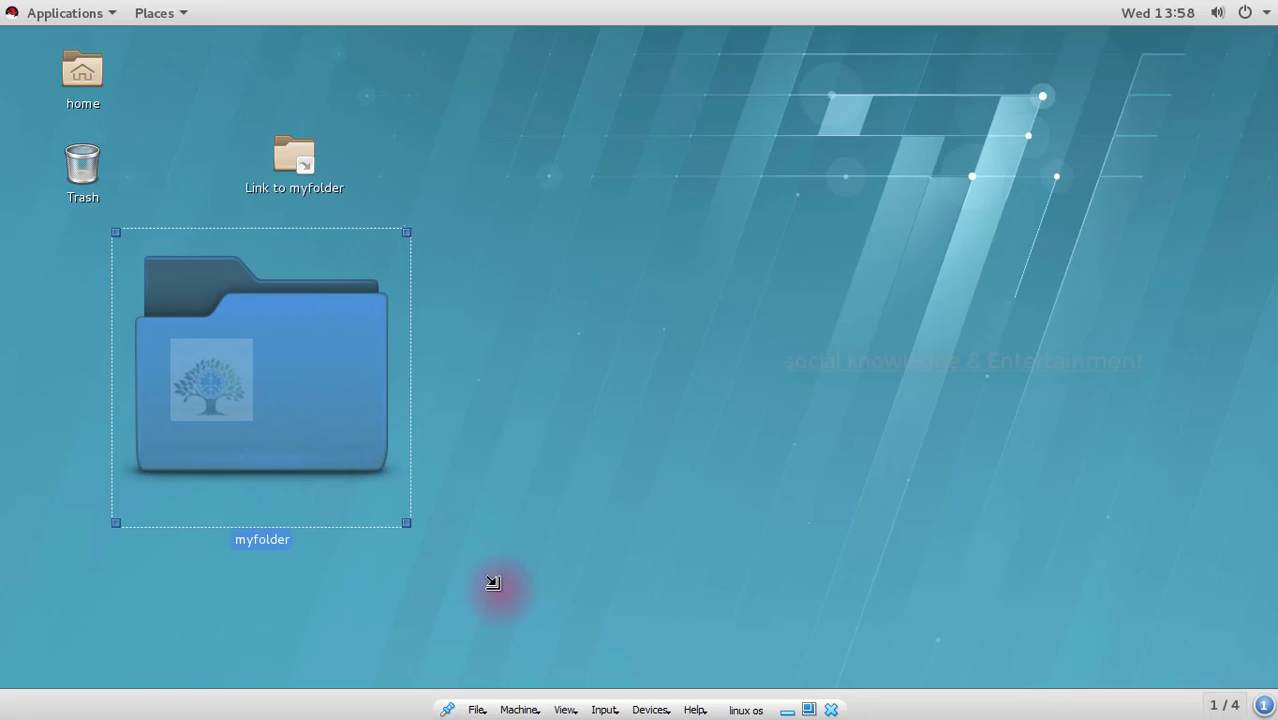 Applications Places Wed 13:58
home
Trash
Link to myfolder
social knowledge & Entertainment
myfolder
File Machine View Input Devices Help linux os 1 / 4 1